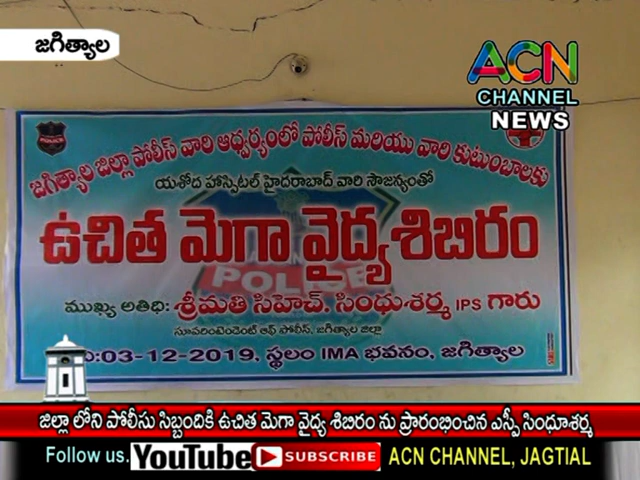 జగిత్యాల
ACN
CHANNEL
NEWS
POLICE
జగిత్యాల జిల్లా పోలీస్ వారి ఆధ్వర్యంలో పోలీస్ మరియు వారి కుటుంబాలకు
యశోద హాస్పిటల్ హైదరాబాద్ వారి సౌజన్యంతో
ఉచిత మెగా వైద్య శిబిరం
POLICE
ముఖ్య అతిథి: శ్రీమతి సిహెచ్. సింధుశర్మ IPS గారు
సూపరింటెండెంట్ ఆఫ్ పోలీస్, జగిత్యాల జిల్లా
:03-12-2019, స్థలం IMA భవనం, జగిత్యాల
జిల్లా లోని పోలీసు సిబ్బందికి ఉచిత మెగా వైద్య శిబిరం ను ప్రారంభించిన ఎస్పీ సింధూశర్మ
Follow us. YouTube SUBSCRIBE ACN CHANNEL, JAGTIAL